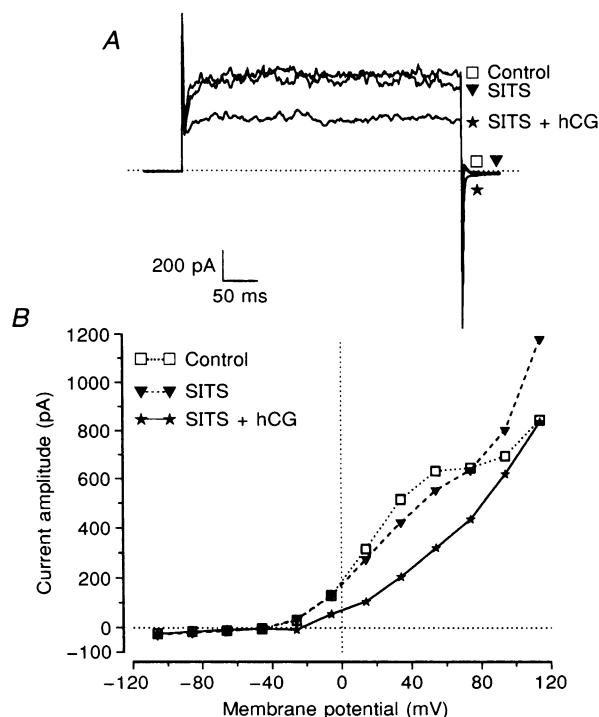 A
□ Control
▼ SITS
★ SITS + hCG
□ ▼
★
200 pA
50 ms
B
1200
1000
800
600
400
200
0
−100
Current amplitude (pA)
□ Control
▼ SITS
★ SITS + hCG
−120 −80 −40 0 40 80 120
Membrane potential (mV)